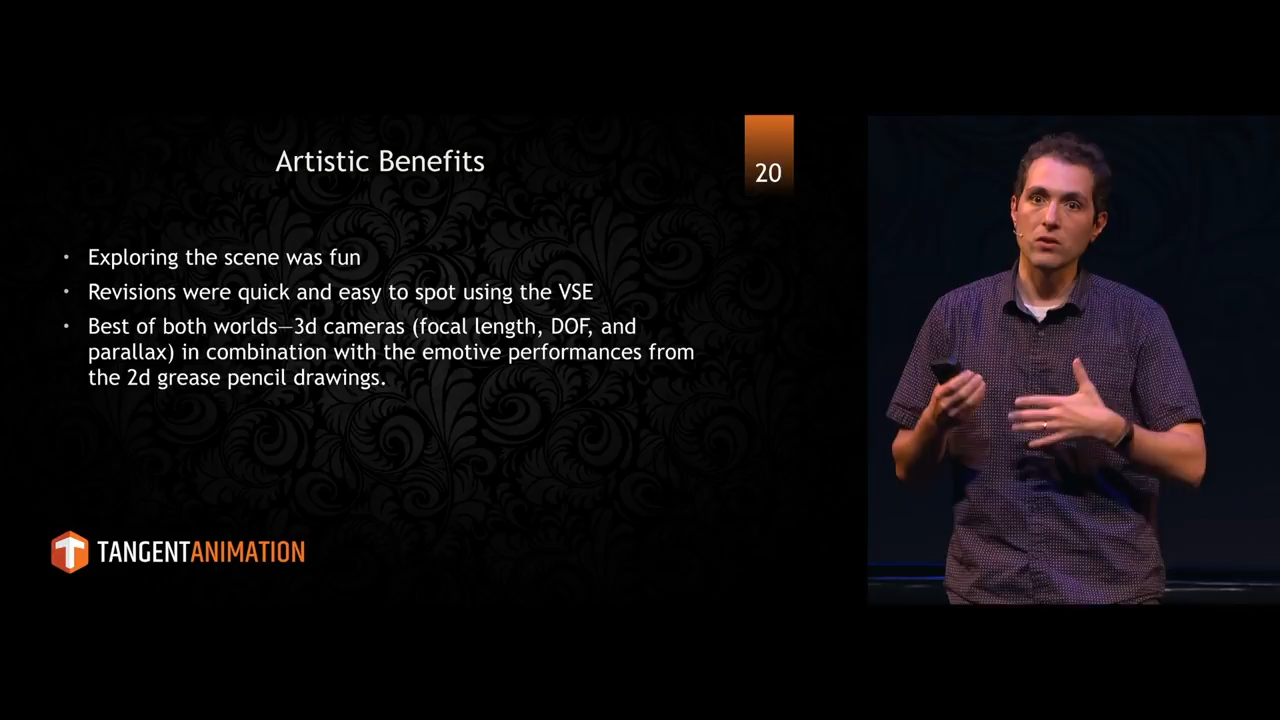 Artistic Benefits
20
• Exploring the scene was fun
• Revisions were quick and easy to spot using the VSE
• Best of both worlds—3d cameras (focal length, DOF, and
parallax) in combination with the emotive performances from
the 2d grease pencil drawings.
TANGENTANIMATION